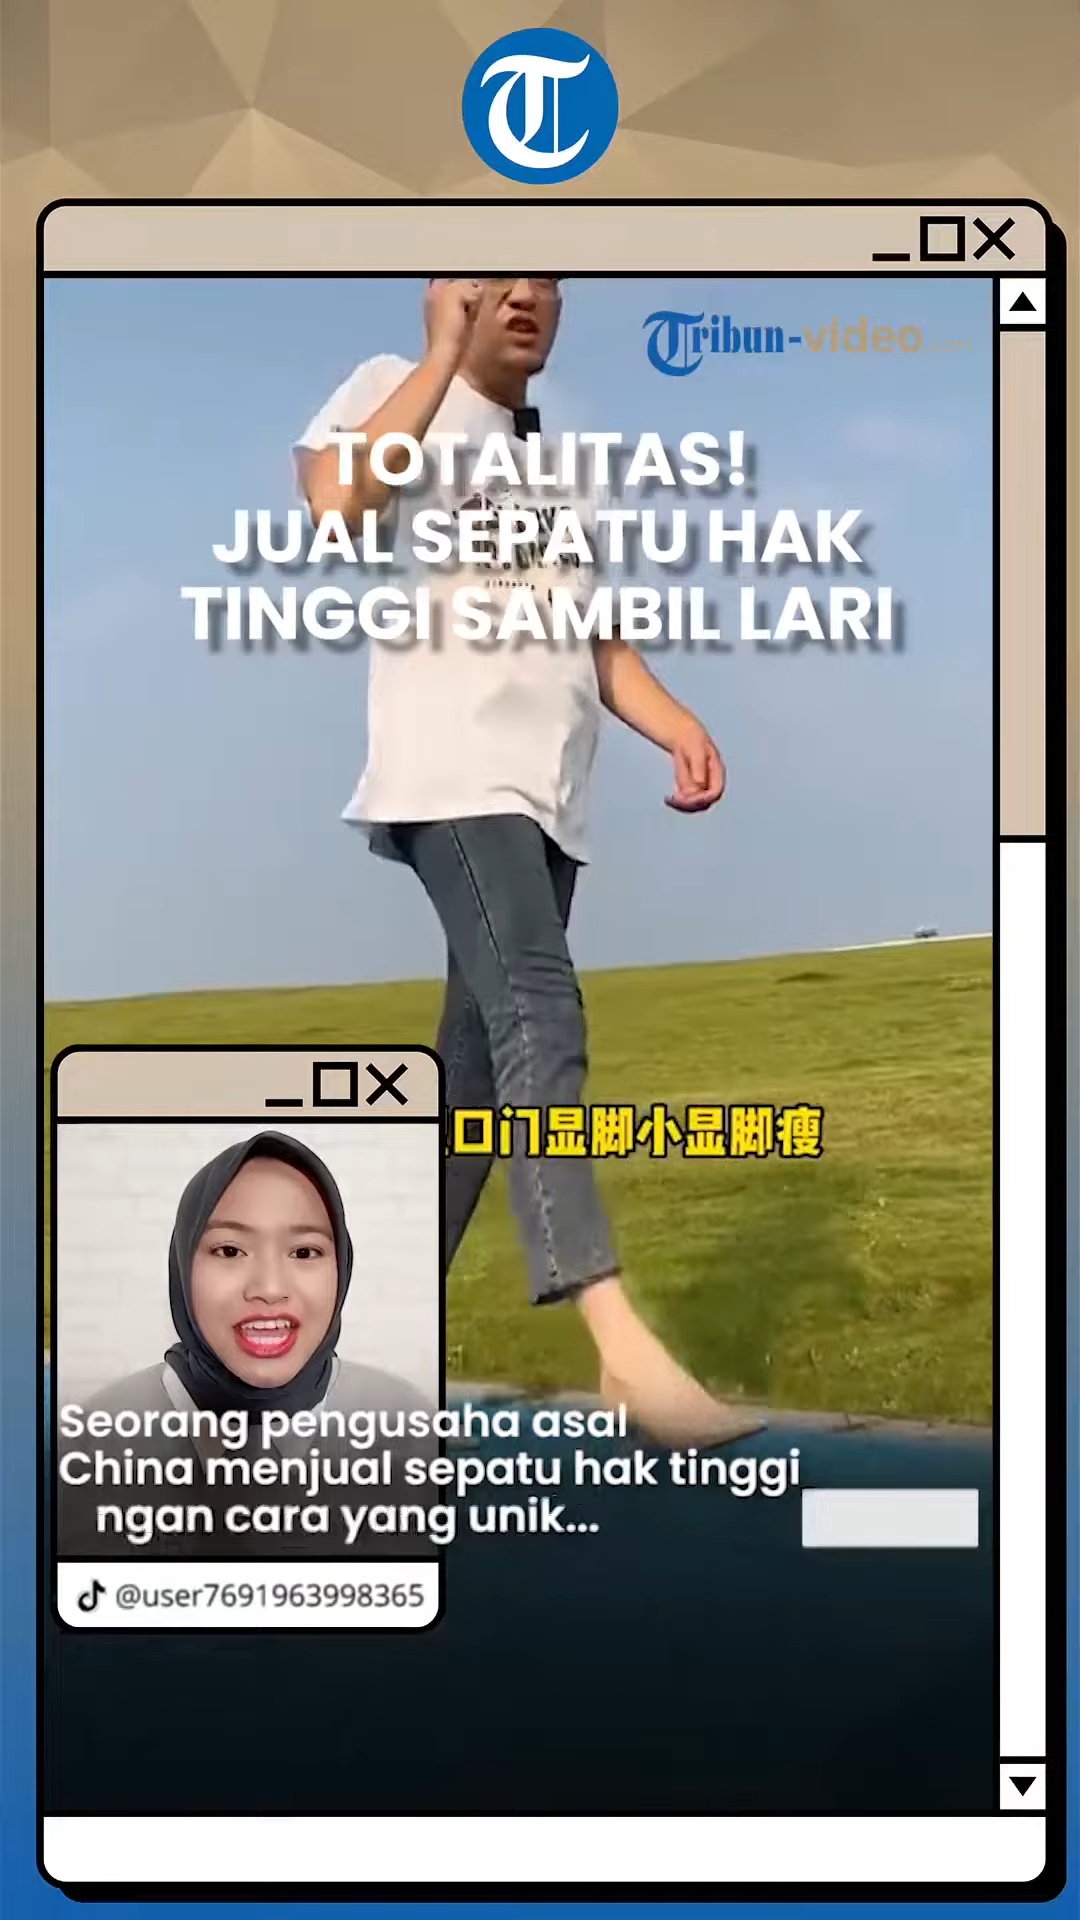 T
Tribun-video.com
TOTALITAS!
JUAL SEPATU HAK
TINGGI SAMBIL LARI
口门显脚小显脚瘦
Seorang pengusaha asal
China menjual sepatu hak tinggi
ngan cara yang unik...
@user7691963998365